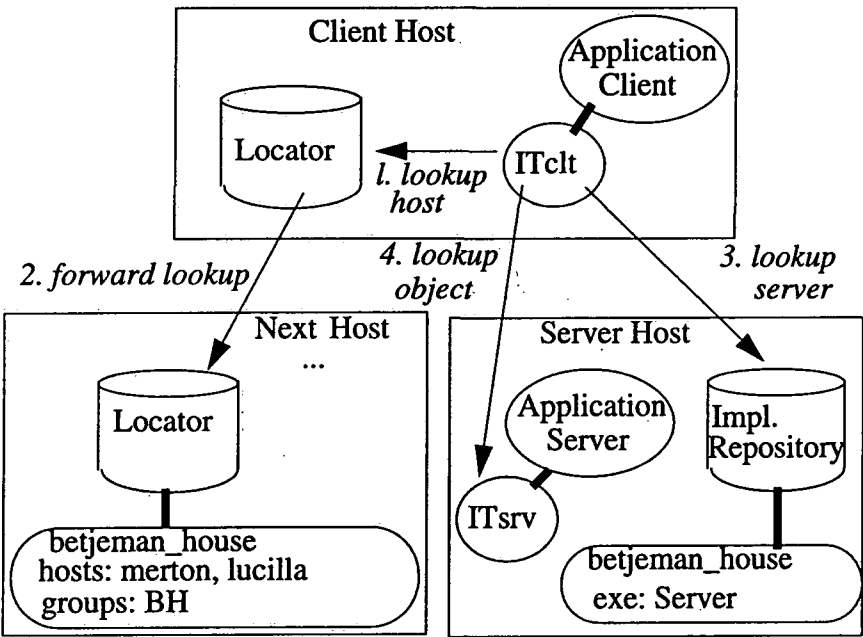 Client Host
Application
Client
Locator
ITclt
1. lookup
host
2. forward lookup
4. lookup
object
3. lookup
server
Next Host
...
Server Host
Locator
Application
Server
Impl.
Repository
ITsrv
betjeman_house
hosts: merton, lucilla
groups: BH
betjeman_house
exe: Server